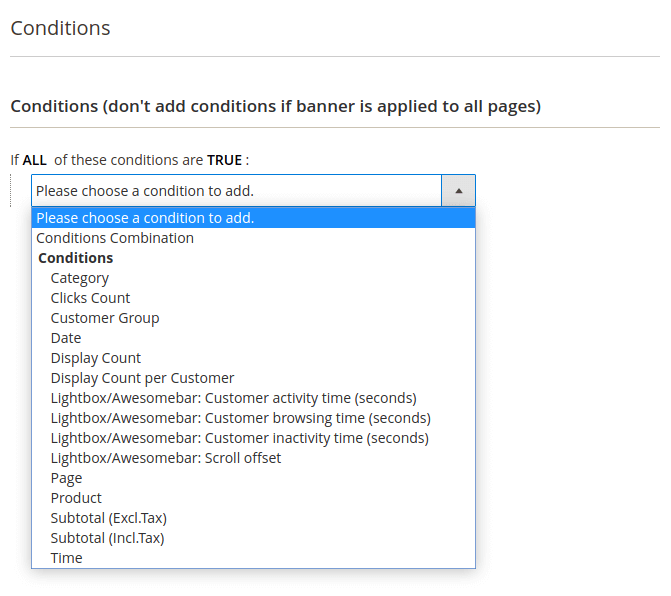 Conditions
Conditions (don't add conditions if banner is applied to all pages)
If ALL of these conditions are TRUE :
Please choose a condition to add.
Please choose a condition to add.
Conditions Combination
Conditions
Category
Clicks Count
Customer Group
Date
Display Count
Display Count per Customer
Lightbox/Awesomebar: Customer activity time (seconds)
Lightbox/Awesomebar: Customer browsing time (seconds)
Lightbox/Awesomebar: Customer inactivity time (seconds)
Lightbox/Awesomebar: Scroll offset
Page
Product
Subtotal (Excl.Tax)
Subtotal (Incl.Tax)
Time